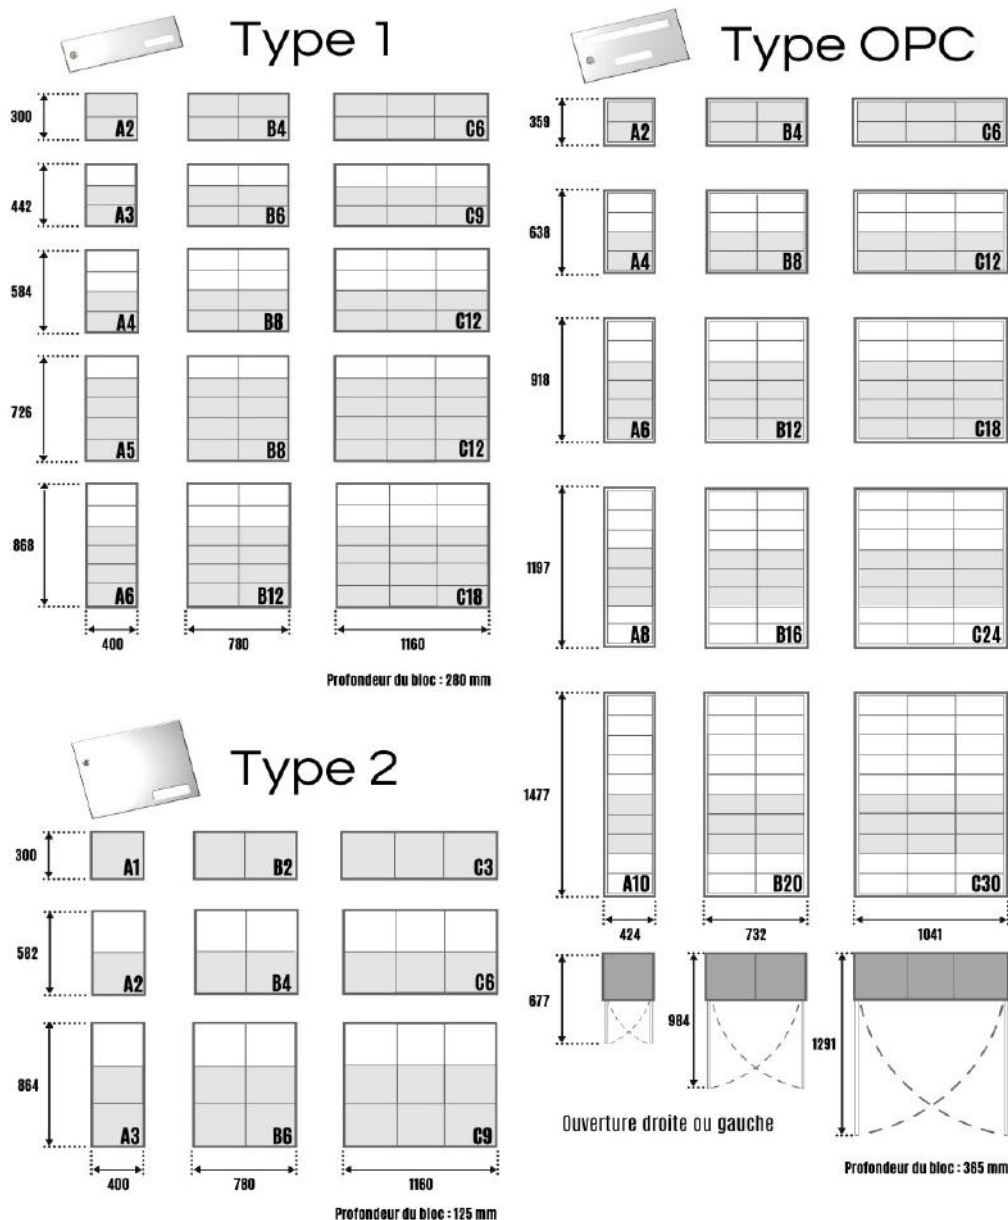 Type 1
300
A2
B4
C6
442
A3
B6
C9
584
A4
B8
C12
726
A5
B8
C12
868
A6
B12
C18
400
780
1160
Profondeur du bloc : 280 mm
Type 2
300
A1
B2
C3
582
A2
B4
C6
864
A3
B6
C9
400
780
1160
Profondeur du bloc : 125 mm
Type OPC
359
A2
B4
C6
638
A4
B8
C12
918
A6
B12
C18
1197
A8
B16
C24
1477
A10
B20
C30
424
732
1041
677
984
1291
Ouverture droite ou gauche
Profondeur du bloc : 365 mm